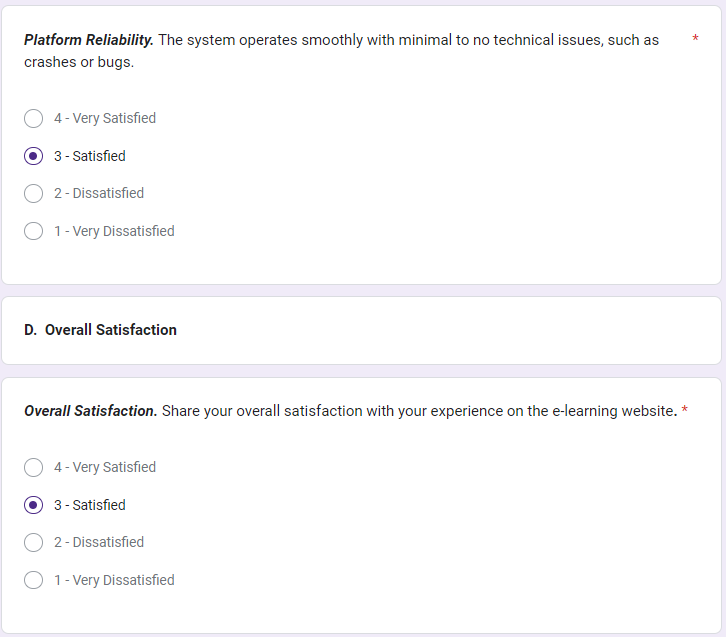 Platform Reliability. The system operates smoothly with minimal to no technical issues, such as *
crashes or bugs.
4 - Very Satisfied
3 - Satisfied
2 - Dissatisfied
1 - Very Dissatisfied
D. Overall Satisfaction
Overall Satisfaction. Share your overall satisfaction with your experience on the e-learning website. *
4 - Very Satisfied
3 - Satisfied
2 - Dissatisfied
1 - Very Dissatisfied